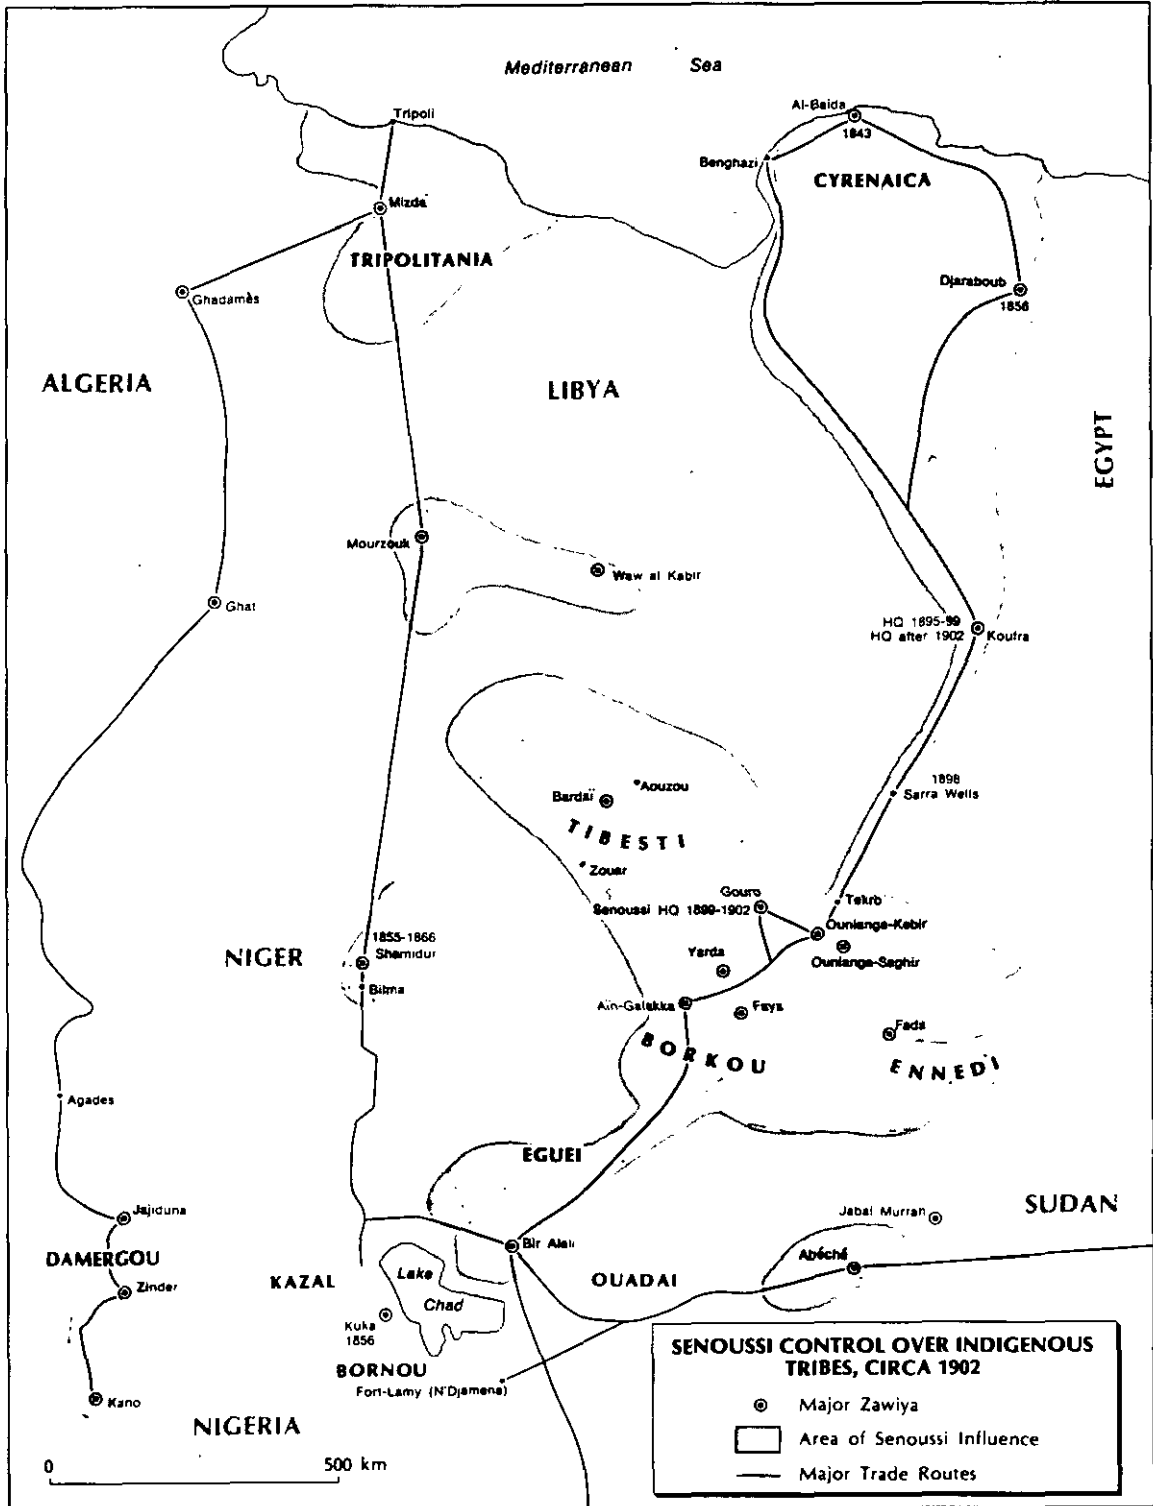 Mediterranean Sea
Al-Baida
1843
Tripoli
Benghazi
CYRENAICA
Mizda
TRIPOLITANIA
Djaraboub
1856
Ghadamès
ALGERIA
LIBYA
EGYPT
Mourzouk
Waw al Kabir
Ghat
HQ 1895-99
HQ after 1902
Koufra
1898
Sarra Wells
Aouzou
Bardaï
TIBESTI
Zouar
Gouro
Senoussi HQ 1899-1902
Tekro
Ounianga-Kebir
Ounianga-Saghir
1855-1866
Shamidur
NIGER
Yarda
Bilma
Aïn-Galakka
Faya
Fada
BORKOU
ENNEDI
Agades
EGUEI
SUDAN
Jajiduna
Jabal Murrah
Bir Alali
Abéché
DAMERGOU
KAZAL
Lake
Chad
OUADAI
Zinder
Kuka
1856
BORNOU
Fort-Lamy (N'Djamena)
Kano
NIGERIA
0 500 km
SENOUSSI CONTROL OVER INDIGENOUS
TRIBES, CIRCA 1902
Major Zawiya
Area of Senoussi Influence
Major Trade Routes